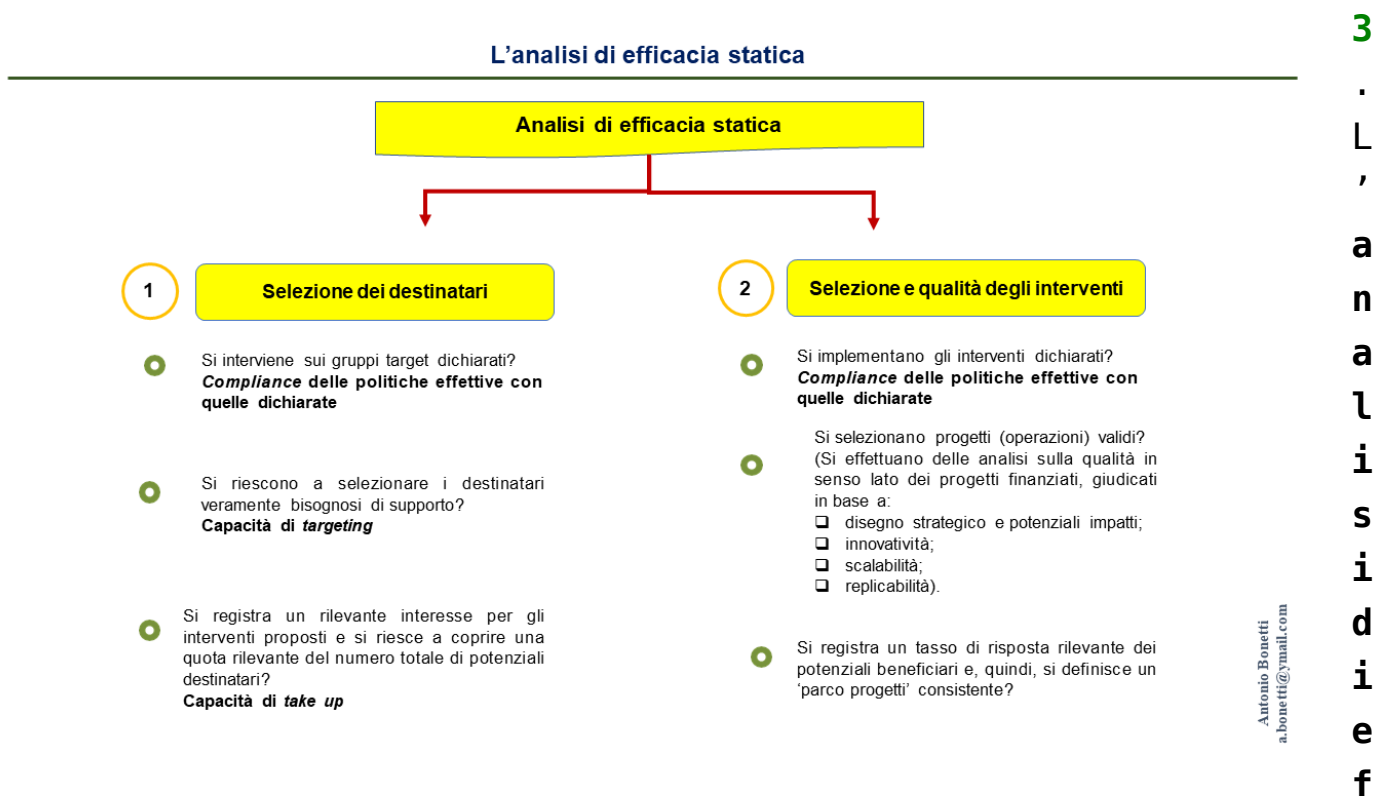 L’analisi di efficacia statica
Analisi di efficacia statica
1
Selezione dei destinatari
Si interviene sui gruppi target dichiarati?
Compliance delle politiche effettive con
quelle dichiarate
Si riescono a selezionare i destinatari
veramente bisognosi di supporto?
Capacità di targeting
Si registra un rilevante interesse per gli
interventi proposti e si riesce a coprire una
quota rilevante del numero totale di potenziali
destinatari?
Capacità di take up
2
Selezione e qualità degli interventi
Si implementano gli interventi dichiarati?
Compliance delle politiche effettive con
quelle dichiarate
Si selezionano progetti (operazioni) validi?
(Si effettuano delle analisi sulla qualità in
senso lato dei progetti finanziati, giudicati
in base a:
❑ disegno strategico e potenziali impatti;
❑ innovatività;
❑ scalabilità;
❑ replicabilità).
Si registra un tasso di risposta rilevante dei
potenziali beneficiari e, quindi, si definisce un
‘parco progetti’ consistente?
Antonio Bonetti
a.bonetti@ymail.com
3
.
L
’
a
n
a
l
i
s
i
d
i
e
f